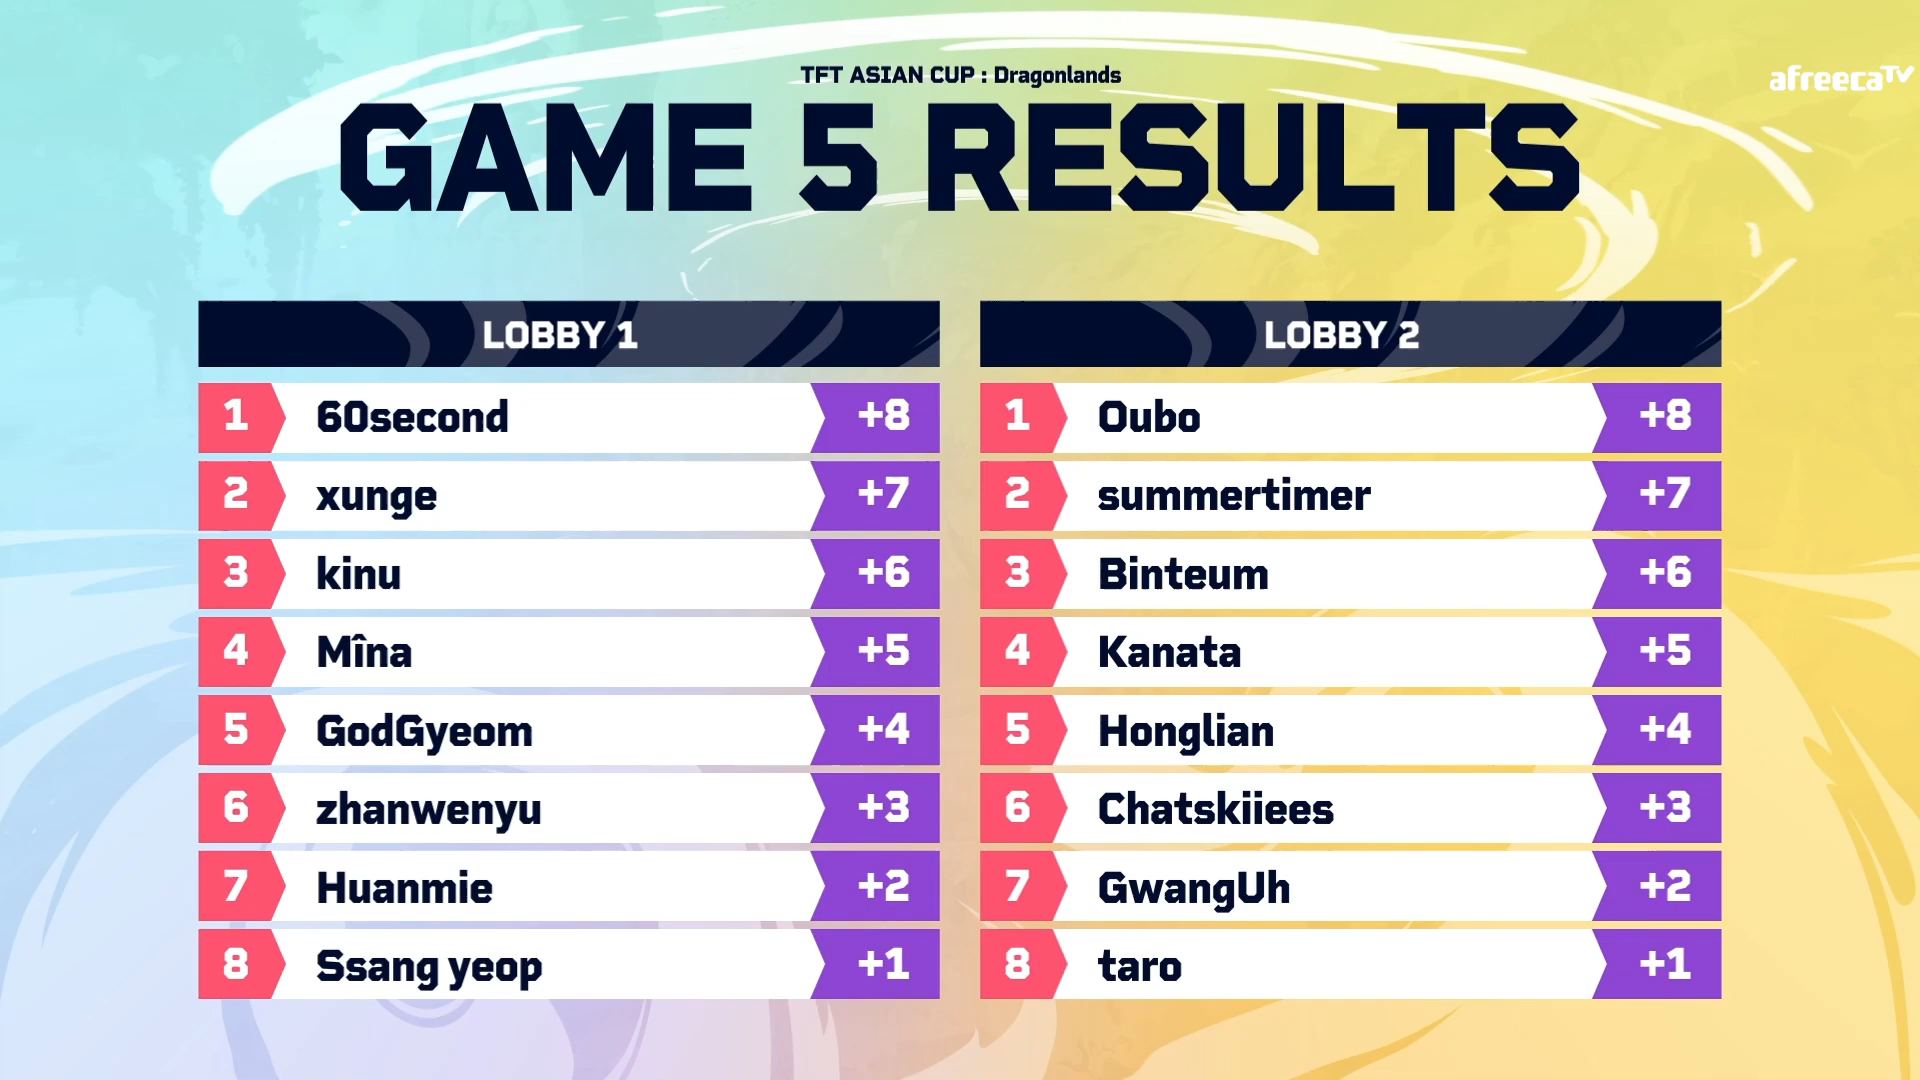 TFT ASIAN CUP : Dragonlands
afreecaTV
GAME 5 RESULTS
LOBBY 1
1 60second +8
2 xunge +7
3 kinu +6
4 Mîna +5
5 GodGyeom +4
6 zhanwenyu +3
7 Huanmie +2
8 Ssang yeop +1
LOBBY 2
1 Oubo +8
2 summertimer +7
3 Binteum +6
4 Kanata +5
5 Honglian +4
6 Chatskiiees +3
7 GwangUh +2
8 taro +1